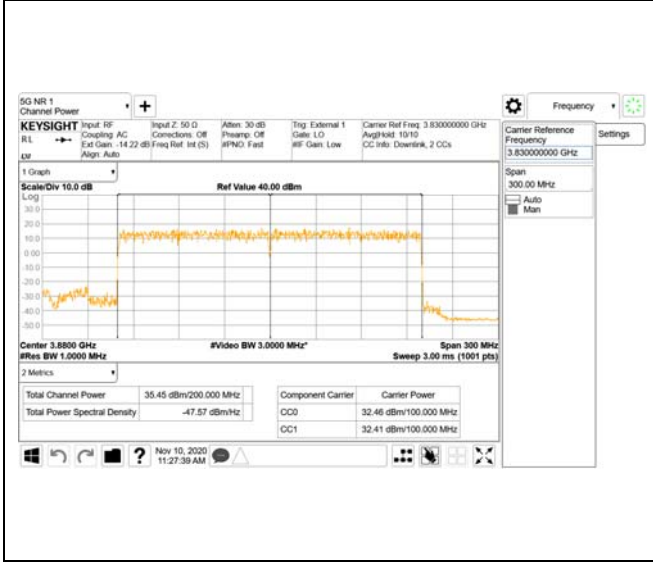 5G NR 1
Channel Power
+
Frequency
KEYSIGHT
RL
Input: RF
Coupling: AC
Ext Gain: -14.22 dB
Align: Auto
Input Z: 50 Ω
Corrections: Off
Freq Ref: Int (S)
Atten: 30 dB
Preamp: Off
#PNO: Fast
Trig: External 1
Gate: LO
#IF Gain: Low
Carrier Ref Freq: 3.830000000 GHz
Avg|Hold: 10/10
CC Info: Downlink, 2 CCs
Carrier Reference
Frequency
3.830000000 GHz
Settings
Span
300.00 MHz
Auto
Man
1 Graph
Scale/Div 10.0 dB
Ref Value 40.00 dBm
Log
30.0
20.0
10.0
0.00
-10.0
-20.0
-30.0
-40.0
-50.0
Center 3.8800 GHz
#Video BW 3.0000 MHz*
Span 300 MHz
#Res BW 1.0000 MHz
Sweep 3.00 ms (1001 pts)
2 Metrics
Total Channel Power 35.45 dBm/200.000 MHz
Total Power Spectral Density -47.57 dBm/Hz
Component Carrier Carrier Power
CC0 32.46 dBm/100.000 MHz
CC1 32.41 dBm/100.000 MHz
?
Nov 10, 2020
11:27:39 AM